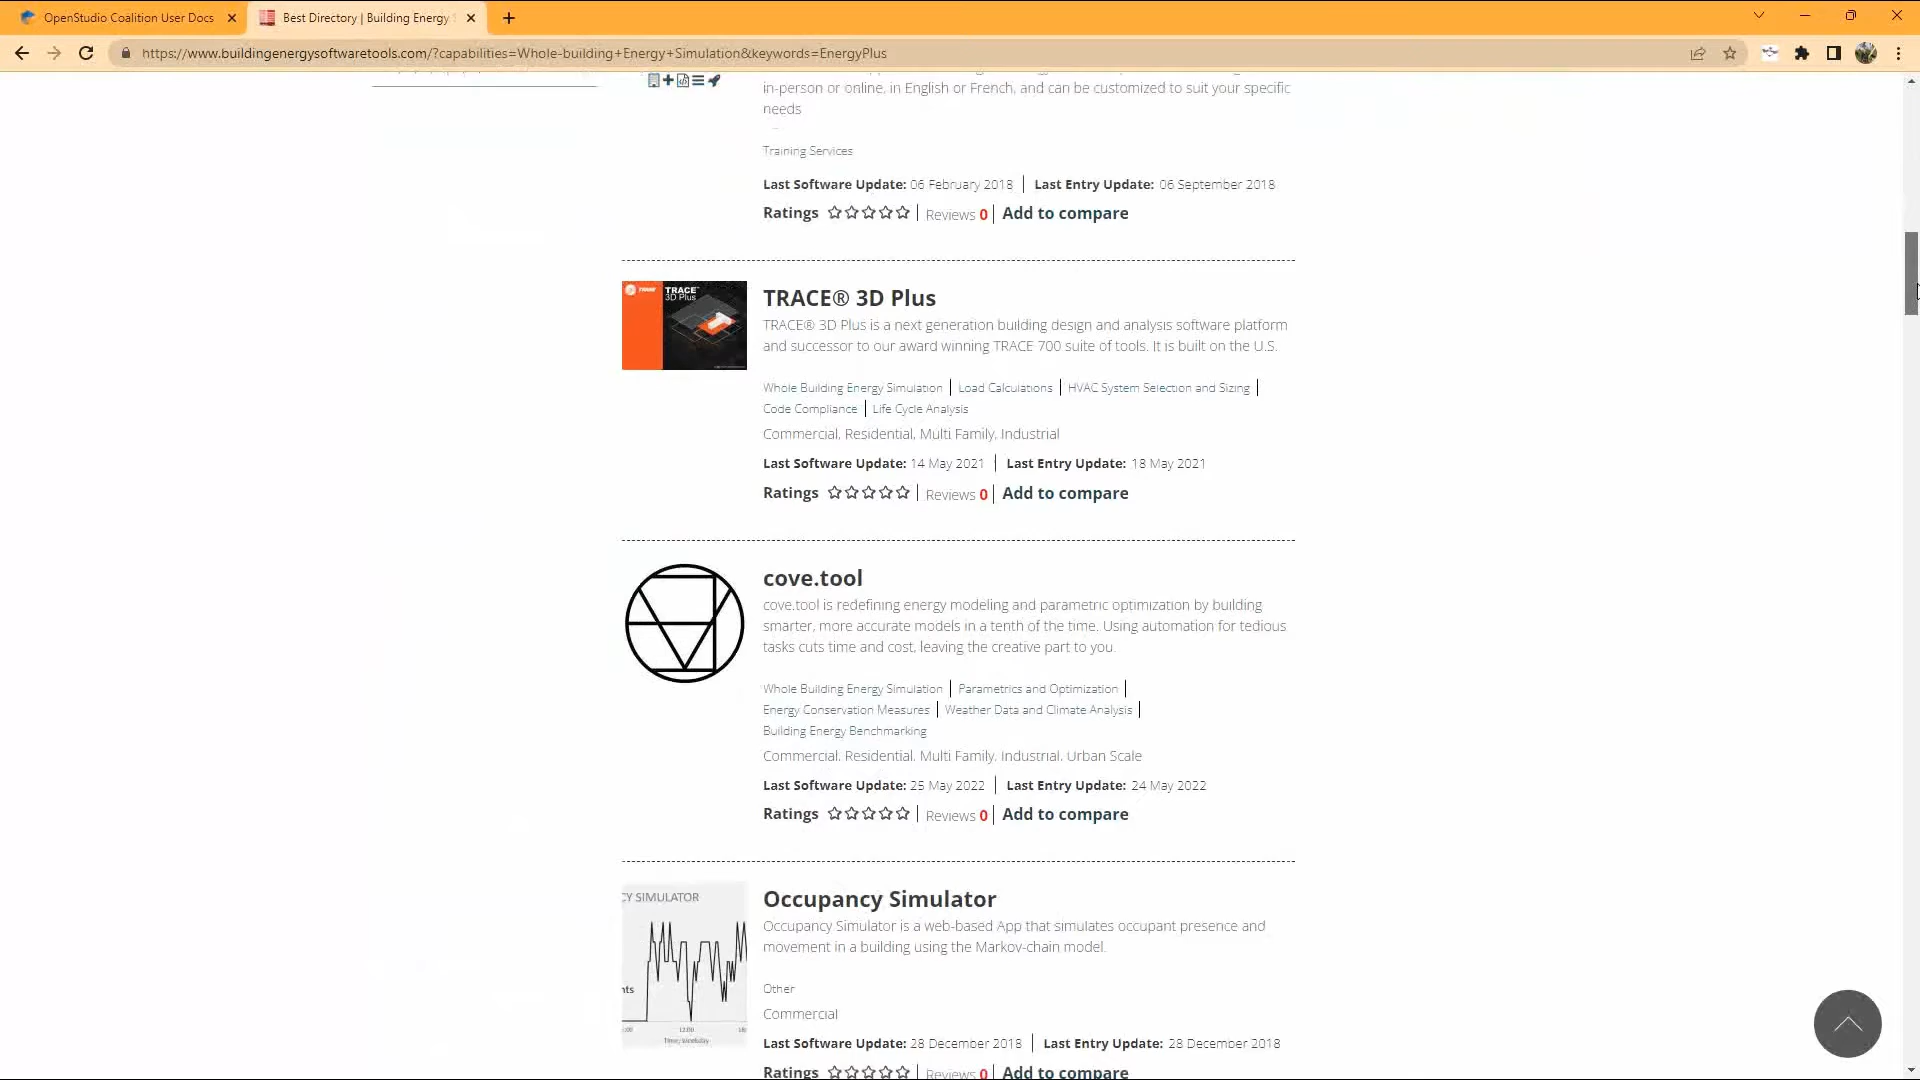 OpenStudio Coalition User Docs
Best Directory | Building Energy S
https://www.buildingenergysoftwaretools.com/?capabilities=Whole-building+Energy+Simulation&keywords=EnergyPlus
in-person or online, in English or French, and can be customized to suit your specific
needs
Training Services
Last Software Update: 06 February 2018 | Last Entry Update: 06 September 2018
Ratings | Reviews 0 | Add to compare
TRACE
TRACE
3D Plus
TRACE® 3D Plus
TRACE® 3D Plus is a next generation building design and analysis software platform
and successor to our award winning TRACE 700 suite of tools. It is built on the U.S.
Whole Building Energy Simulation | Load Calculations | HVAC System Selection and Sizing |
Code Compliance | Life Cycle Analysis
Commercial, Residential, Multi Family, Industrial
Last Software Update: 14 May 2021 | Last Entry Update: 18 May 2021
Ratings | Reviews 0 | Add to compare
cove.tool
cove.tool is redefining energy modeling and parametric optimization by building
smarter, more accurate models in a tenth of the time. Using automation for tedious
tasks cuts time and cost, leaving the creative part to you.
Whole Building Energy Simulation | Parametrics and Optimization |
Energy Conservation Measures | Weather Data and Climate Analysis |
Building Energy Benchmarking
Commercial, Residential, Multi Family, Industrial, Urban Scale
Last Software Update: 25 May 2022 | Last Entry Update: 24 May 2022
Ratings | Reviews 0 | Add to compare
CY SIMULATOR
nts
12:00
Occupancy Simulator
Occupancy Simulator is a web-based App that simulates occupant presence and
movement in a building using the Markov-chain model.
Other
Commercial
Last Software Update: 28 December 2018 | Last Entry Update: 28 December 2018
Ratings | Reviews 0 | Add to compare